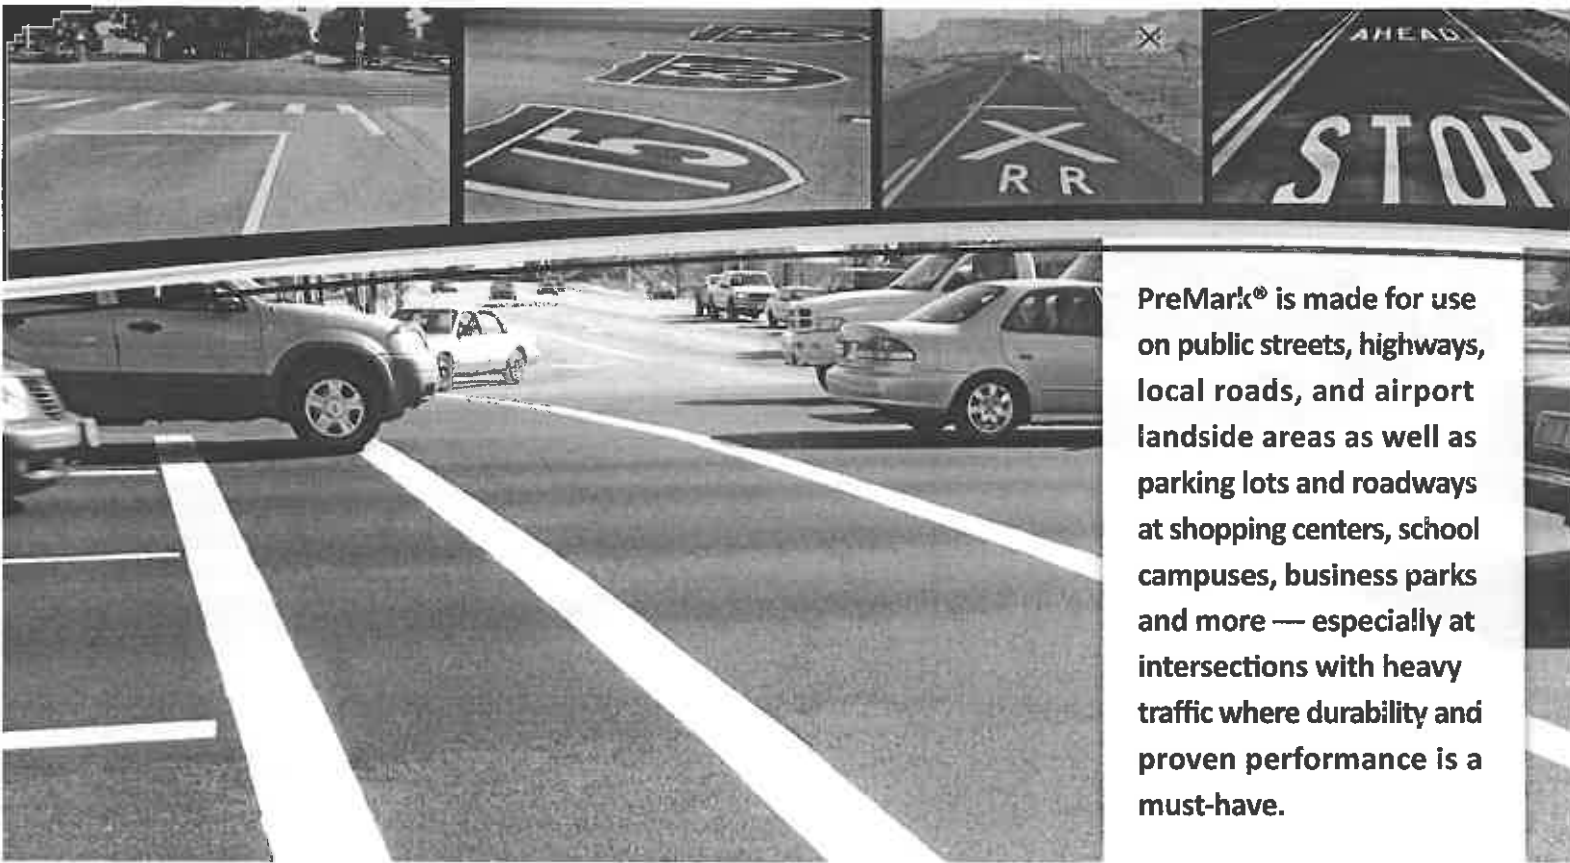 AHEAD
STOP
15
R R
PreMark® is made for use
on public streets, highways,
local roads, and airport
landside areas as well as
parking lots and roadways
at shopping centers, school
campuses, business parks
and more — especially at
intersections with heavy
traffic where durability and
proven performance is a
must-have.